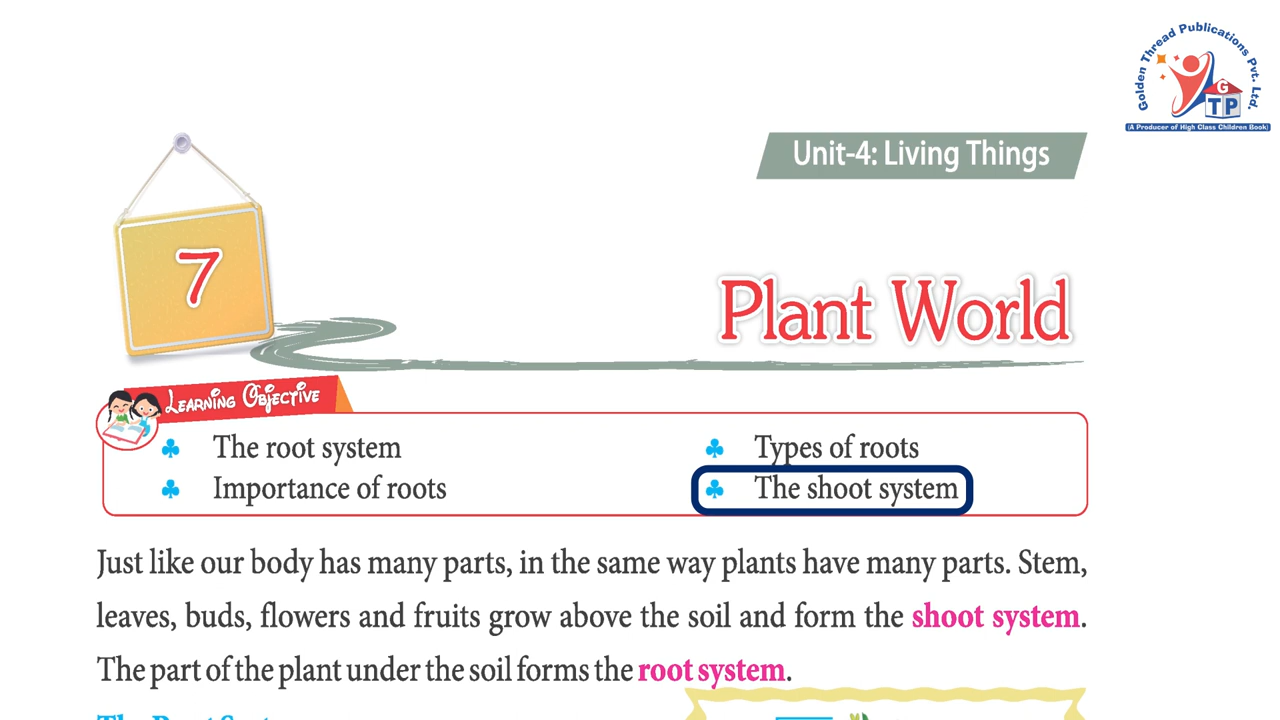 Golden Thread Publications Pvt. Ltd.
G
TP
(A Producer of High Class Children Book)
Unit-4: Living Things
7
Plant World
Learning Objective
♣ The root system
♣ Types of roots
♣ Importance of roots
♣ The shoot system
Just like our body has many parts, in the same way plants have many parts. Stem,
leaves, buds, flowers and fruits grow above the soil and form the shoot system.
The part of the plant under the soil forms the root system.